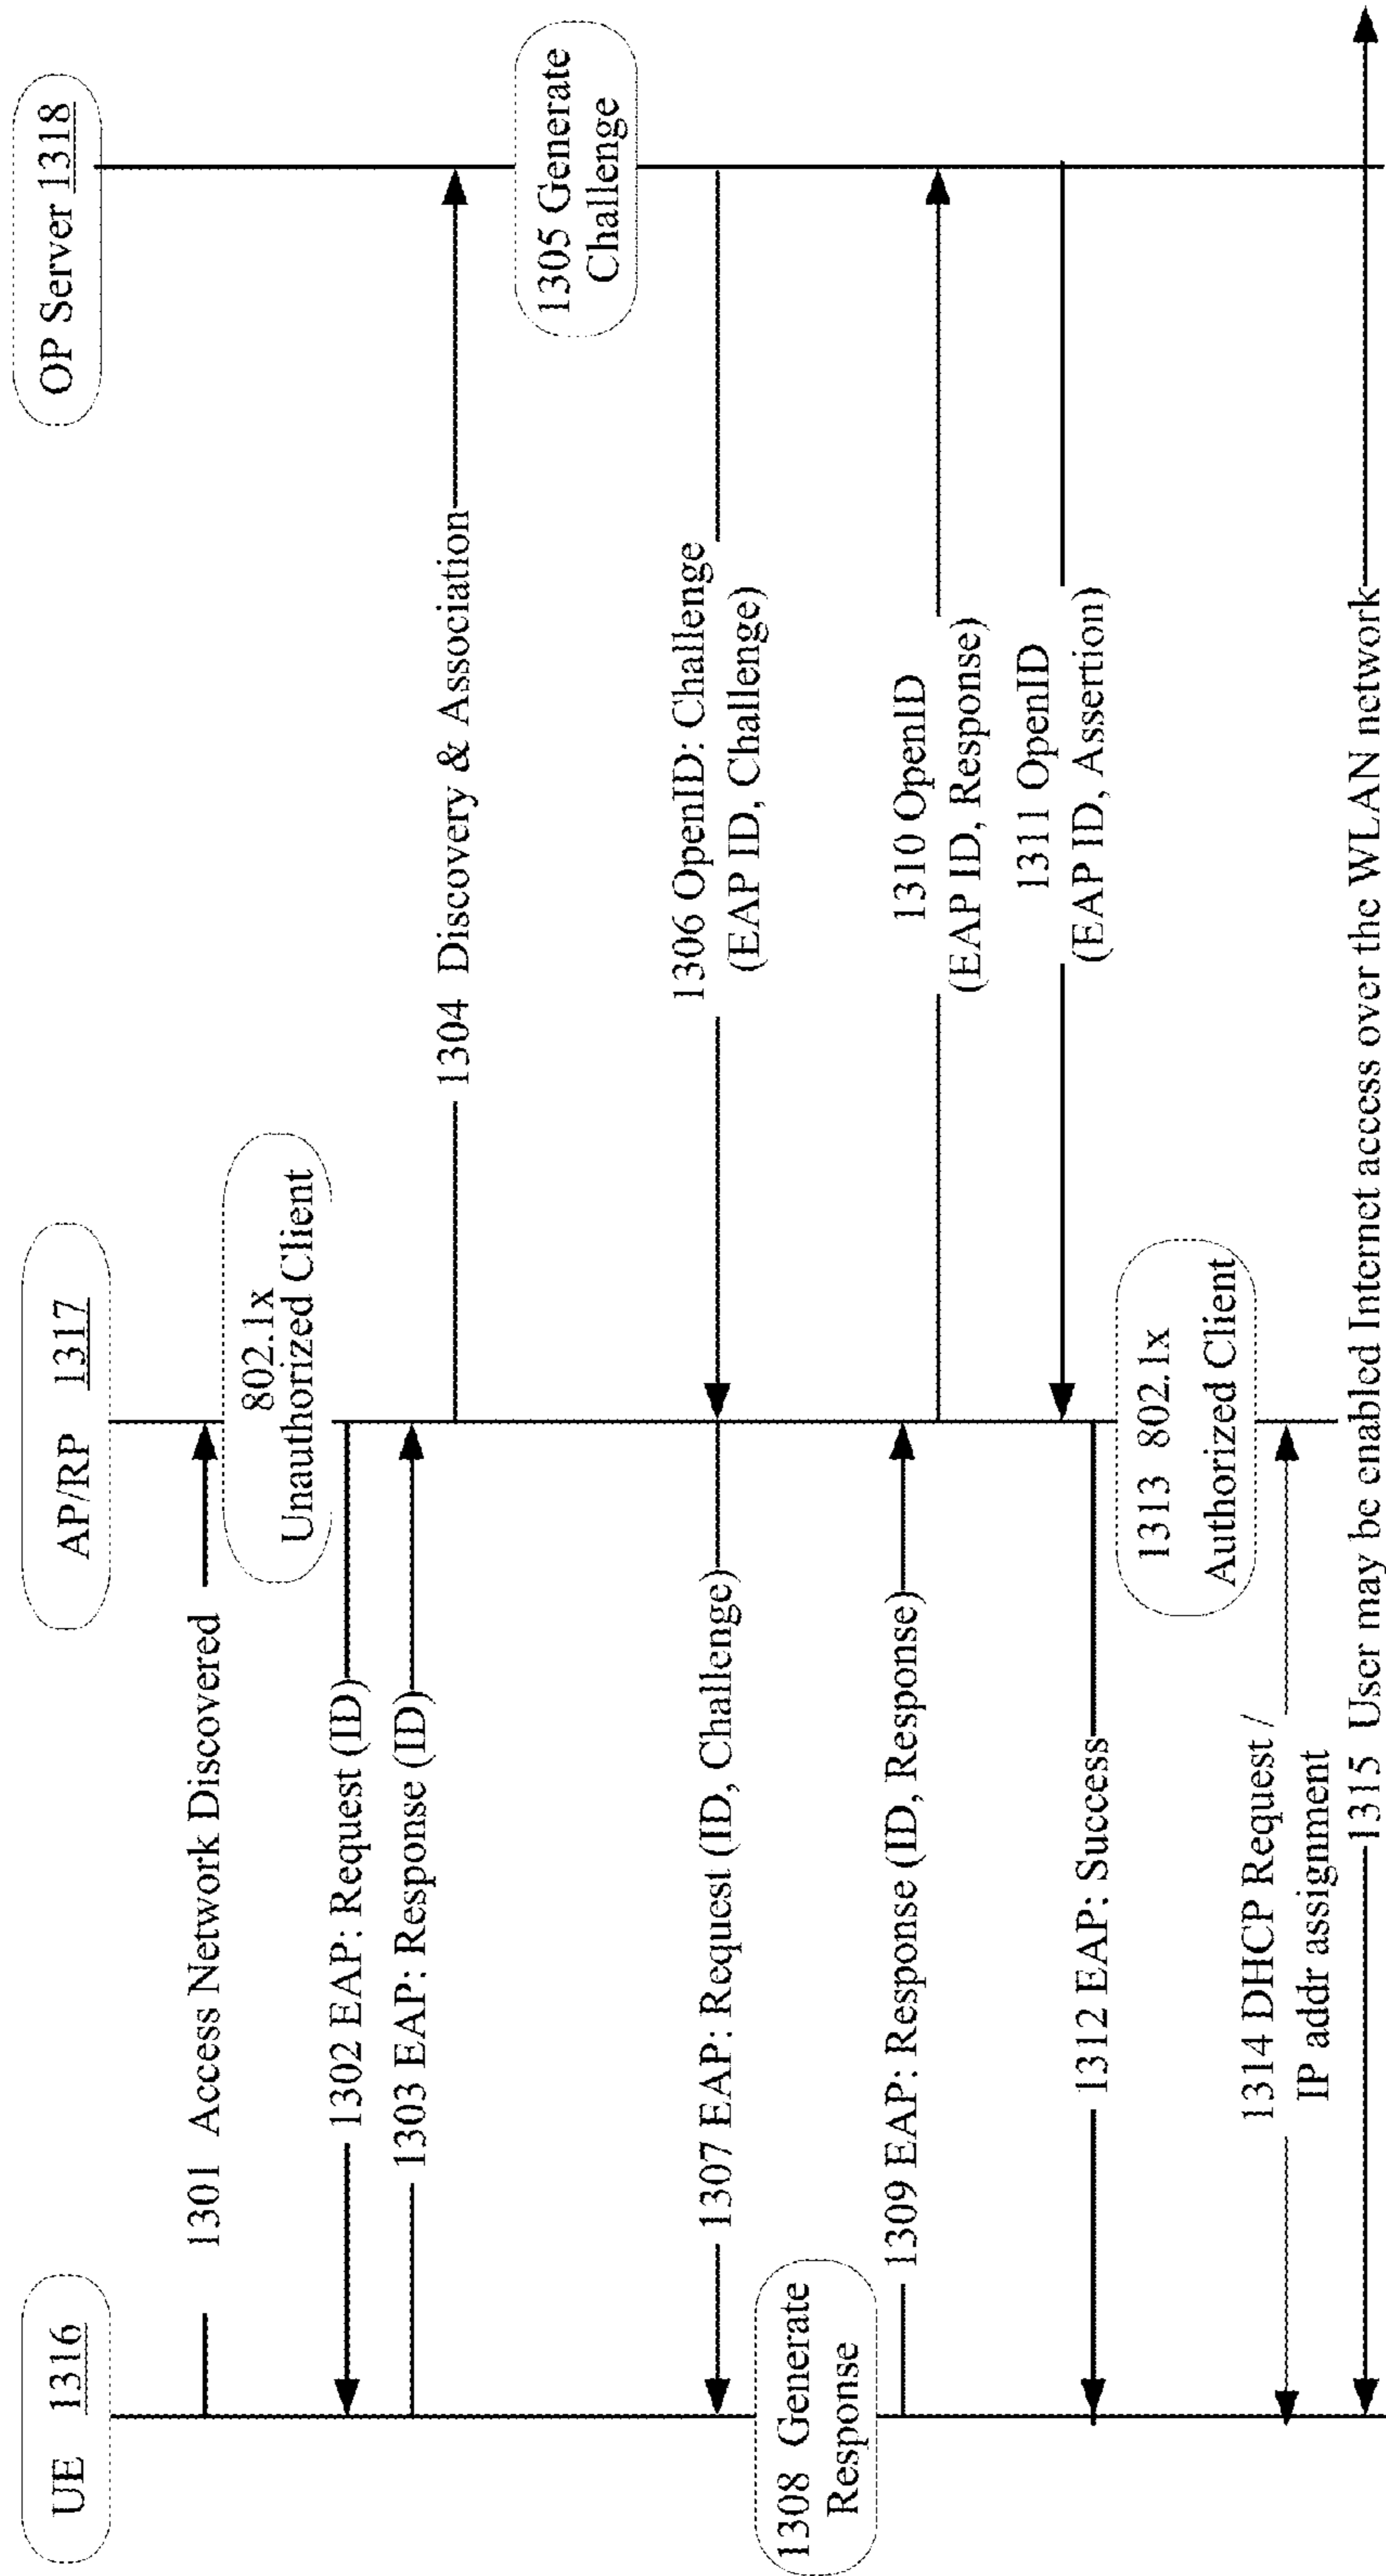 UE 1316
AP/RP 1317
OP Server 1318
1301 Access Network Discovered
802.1x
Unauthorized Client
1302 EAP: Request (ID)
1303 EAP: Response (ID)
1304 Discovery & Association
1305 Generate
Challenge
1306 OpenID: Challenge
(EAP ID, Challenge)
1307 EAP: Request (ID, Challenge)
1308 Generate
Response
1309 EAP: Response (ID, Response)
1310 OpenID
(EAP ID, Response)
1311 OpenID
(EAP ID, Assertion)
1312 EAP: Success
1313 802.1x
Authorized Client
1314 DHCP Request /
IP addr assignment
1315 User may be enabled Internet access over the WLAN network